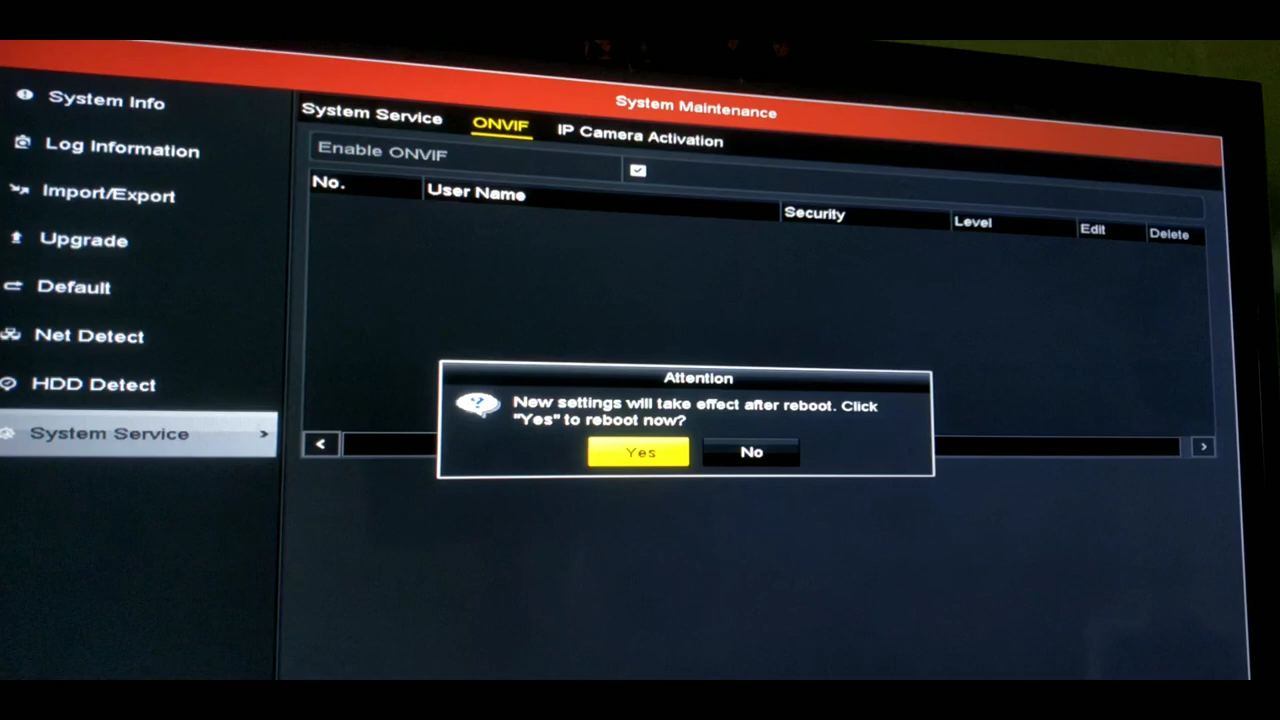 System Maintenance
System Info
Log Information
Import/Export
Upgrade
Default
Net Detect
HDD Detect
System Service >
System Service ONVIF IP Camera Activation
Enable ONVIF
No. User Name Security Level Edit Delete
Attention
New settings will take effect after reboot. Click
"Yes" to reboot now?
Yes No
< >